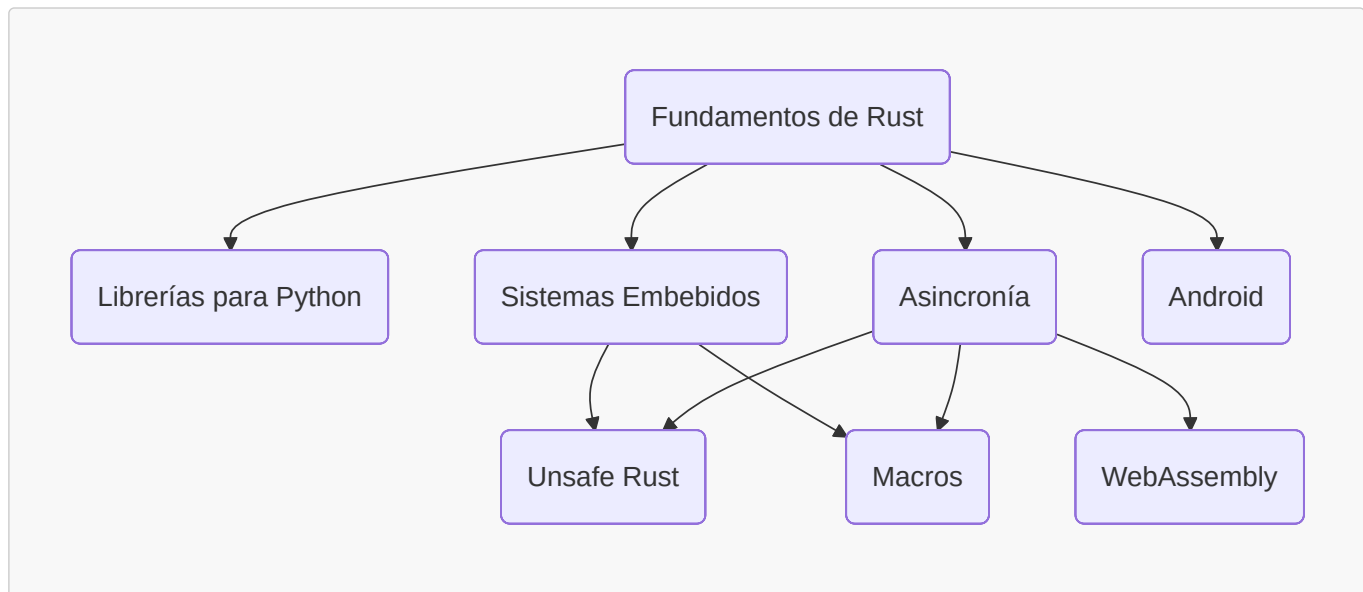 Fundamentos de Rust
Librerías para Python
Sistemas Embebidos
Asincronía
Android
Unsafe Rust
Macros
WebAssembly